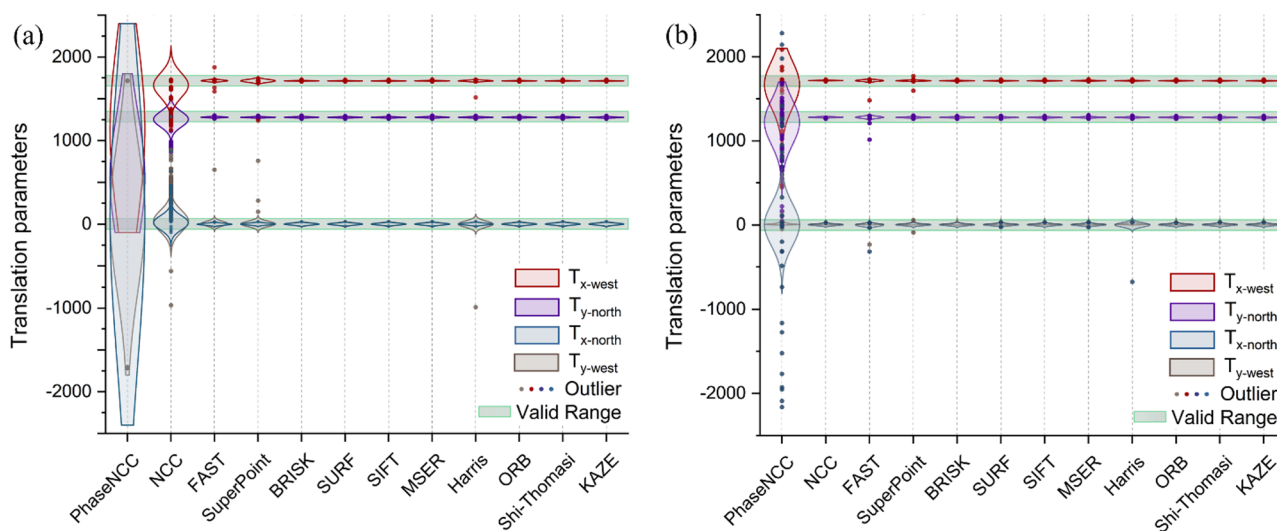 (a)
Translation parameters
2000
1000
0
-1000
-2000
Tx-west
Ty-north
Tx-north
Ty-west
Outlier
Valid Range
PhaseNCC
NCC
FAST
SuperPoint
BRISK
SURF
SIFT
MSER
Harris
ORB
Shi-Thomasi
KAZE
(b)
Translation parameters
2000
1000
0
-1000
-2000
Tx-west
Ty-north
Tx-north
Ty-west
Outlier
Valid Range
PhaseNCC
NCC
FAST
SuperPoint
BRISK
SURF
SIFT
MSER
Harris
ORB
Shi-Thomasi
KAZE